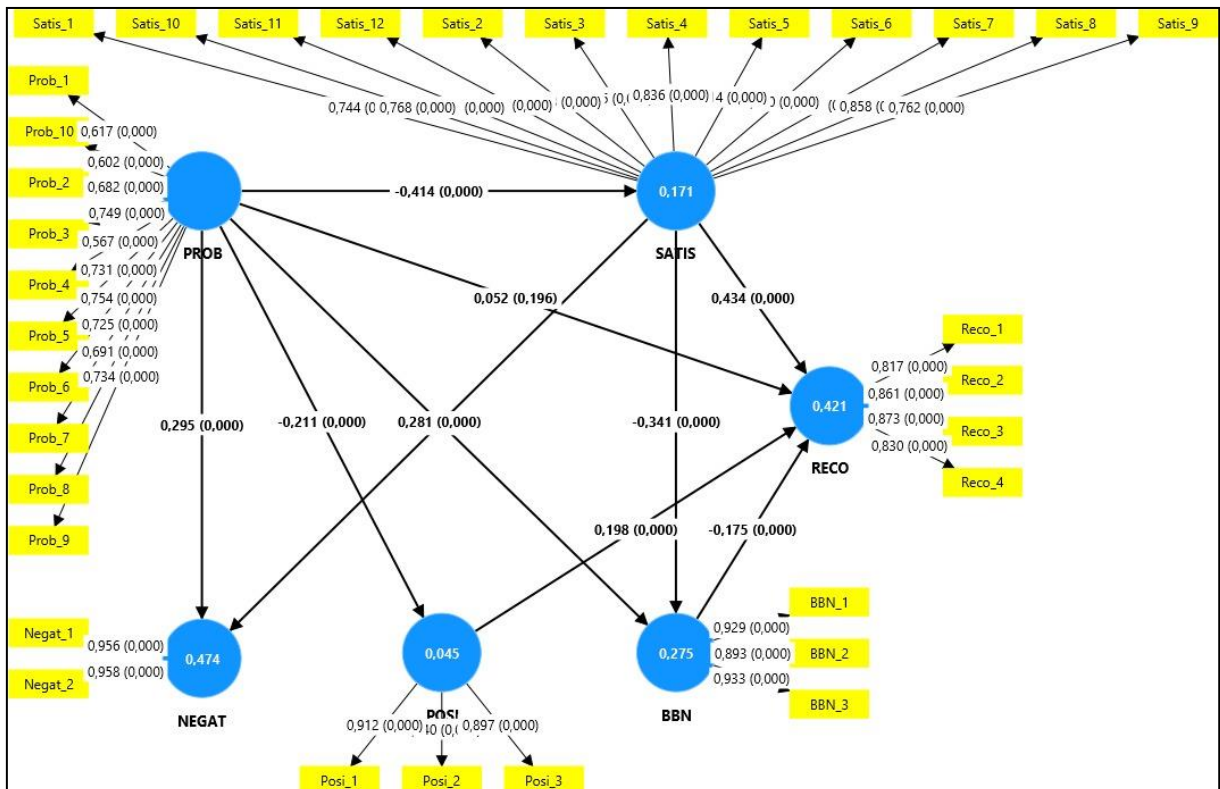 Satis_1 Satis_10 Satis_11 Satis_12 Satis_2 Satis_3 Satis_4 Satis_5 Satis_6 Satis_7 Satis_8 Satis_9
Prob_1
0,744 0,768 (0,000) (0,000) (0,000) (0,000) 0,836 (0,000) (0,000) (0,000) 0,858 0,762 (0,000)
Prob_10
0,617 (0,000)
0,602 (0,000)
Prob_2
0,682 (0,000)
-0,414 (0,000)
0,171
0,749 (0,000)
Prob_3
0,567 (0,000)
PROB
SATIS
0,731 (0,000)
Prob_4
0,754 (0,000)
0,052 (0,196)
0,434 (0,000)
0,725 (0,000)
Prob_5
0,691 (0,000)
Reco_1
0,734 (0,000)
0,817 (0,000)
Prob_6
Reco_2
0,861 (0,000)
0,421
0,873 (0,000)
0,295 (0,000)
-0,211 (0,000)
0,281 (0,000)
-0,341 (0,000)
Reco_3
Prob_7
0,830 (0,000)
RECO
Reco_4
Prob_8
0,198 (0,000)
-0,175 (0,000)
Prob_9
BBN_1
Negat_1
0,929 (0,000)
0,956 (0,000)
0,474
0,045
0,275
0,893 (0,000)
BBN_2
0,958 (0,000)
0,933 (0,000)
Negat_2
BBN_3
NEGAT
POSI
BBN
0,912 (0,000)
0,897 (0,000)
Posi_1 Posi_2 Posi_3